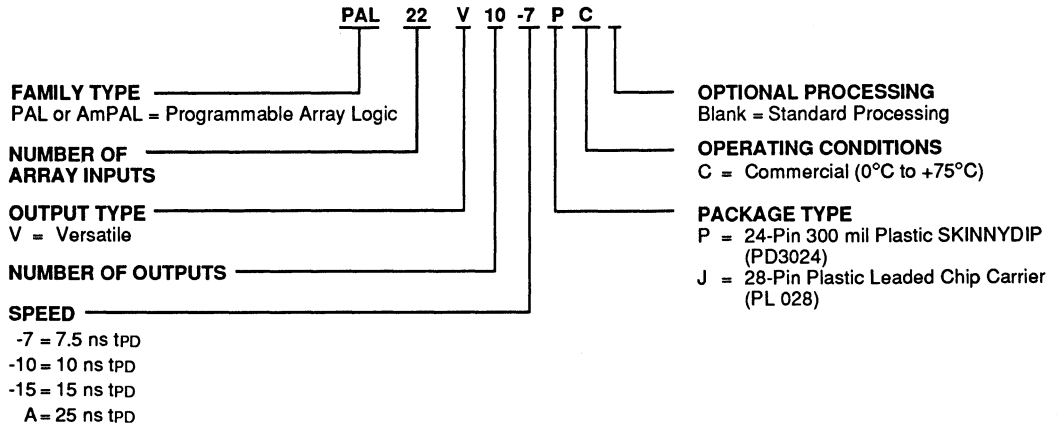 PAL 22 V 10 -7 P C
FAMILY TYPE
PAL or AmPAL = Programmable Array Logic
NUMBER OF
ARRAY INPUTS
OUTPUT TYPE
V = Versatile
NUMBER OF OUTPUTS
SPEED
-7 = 7.5 ns tPD
-10 = 10 ns tPD
-15 = 15 ns tPD
A = 25 ns tPD
OPTIONAL PROCESSING
Blank = Standard Processing
OPERATING CONDITIONS
C = Commercial (0°C to +75°C)
PACKAGE TYPE
P = 24-Pin 300 mil Plastic SKINNYDIP
(PD3024)
J = 28-Pin Plastic Leaded Chip Carrier
(PL 028)